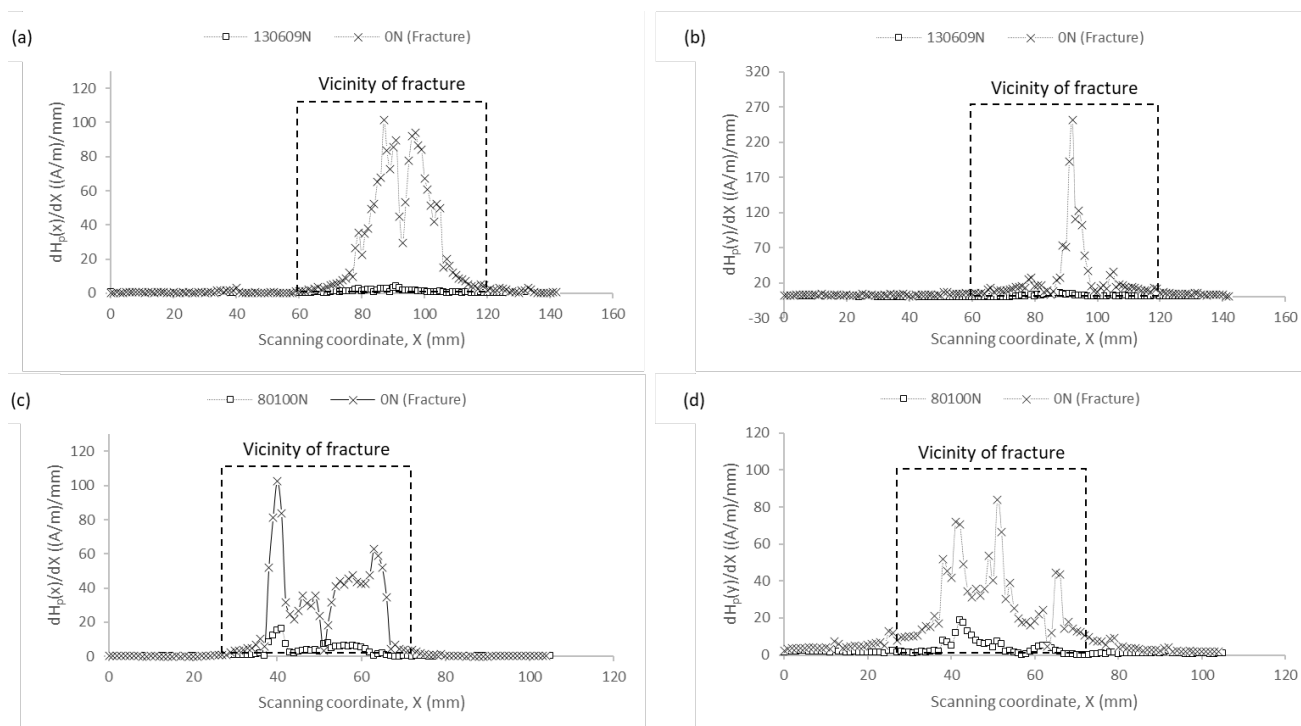 (a)
130609N 0N (Fracture)
Vicinity of fracture
dHp(x)/dX ((A/m)/mm)
120
100
80
60
40
20
0
0 20 40 60 80 100 120 140 160
Scanning coordinate, X (mm)
(b)
130609N 0N (Fracture)
Vicinity of fracture
dHp(y)/dX ((A/m)/mm)
320
270
220
170
120
70
20
-30
0 20 40 60 80 100 120 140 160
Scanning coordinate, X (mm)
(c)
80100N 0N (Fracture)
Vicinity of fracture
dHp(x)/dX ((A/m)/mm)
120
100
80
60
40
20
0
0 20 40 60 80 100 120
Scanning coordinate, X (mm)
(d)
80100N 0N (Fracture)
Vicinity of fracture
dHp(y)/dX ((A/m)/mm)
120
100
80
60
40
20
0
0 20 40 60 80 100 120
Scanning coordinate, X (mm)